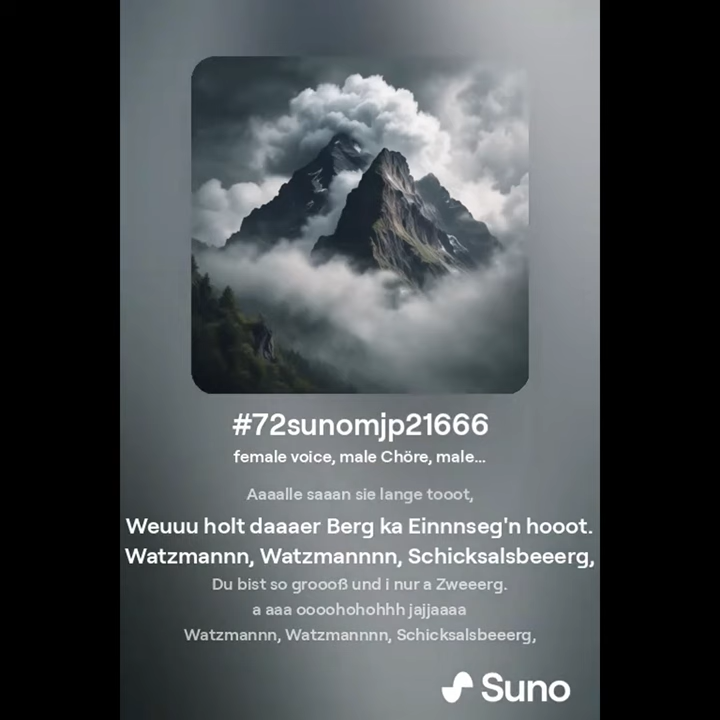 #72sunomjp21666
female voice, male Chöre, male...
Aaaalle saaan sie lange tooot,
Weuuu holt daaaer Berg ka Einnnseg'n hooot.
Watzmannn, Watzmannnn, Schicksalsbeeerg,
Du bist so groooß und i nur a Zweeerg.
a aaa oooohohohhh jajjaaaa
Watzmannn, Watzmannnn, Schicksalsbeeerg,
Suno